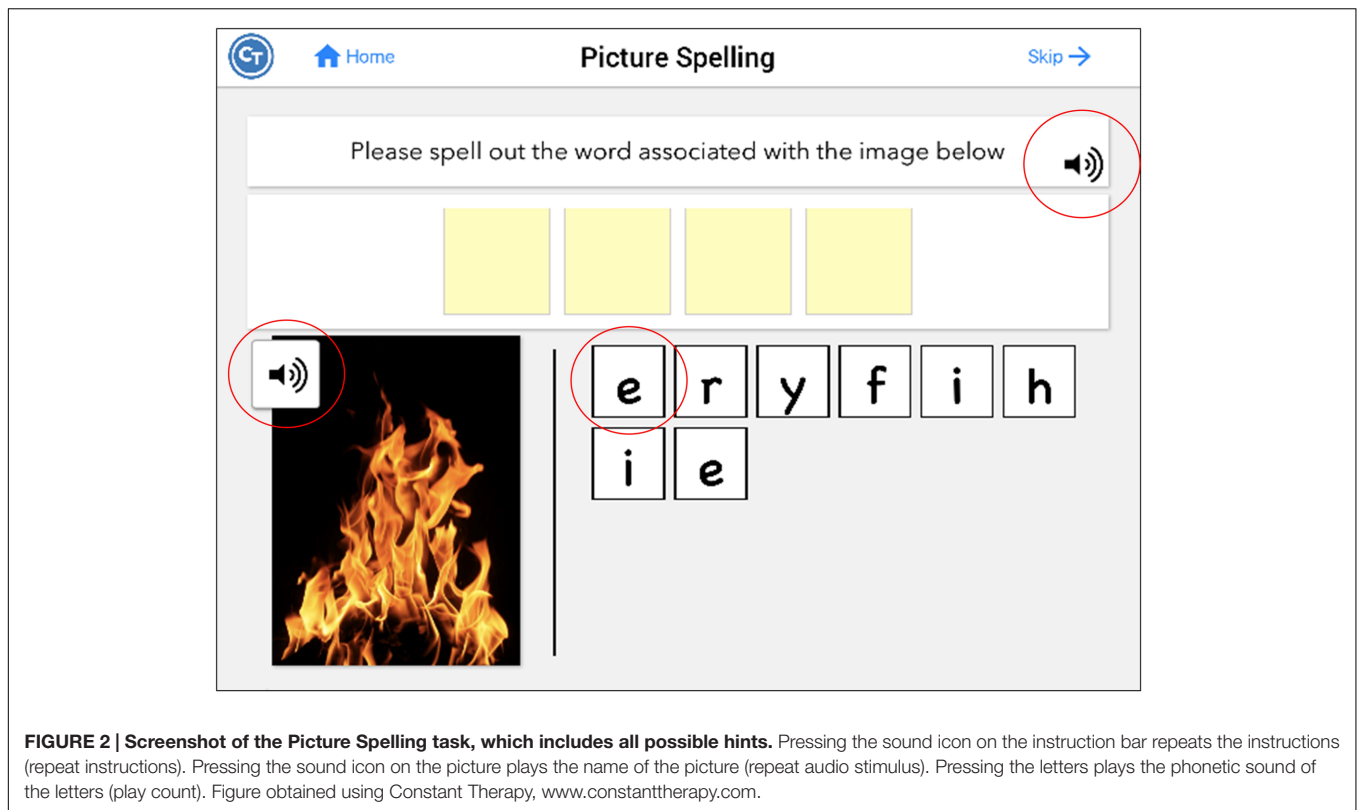 CT Home Picture Spelling Skip
Please spell out the word associated with the image below
e r y f i h
i e
FIGURE 2 | Screenshot of the Picture Spelling task, which includes all possible hints. Pressing the sound icon on the instruction bar repeats the instructions
(repeat instructions). Pressing the sound icon on the picture plays the name of the picture (repeat audio stimulus). Pressing the letters plays the phonetic sound of
the letters (play count). Figure obtained using Constant Therapy, www.constanttherapy.com.